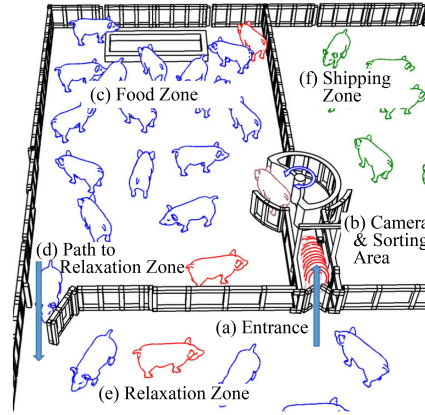 (f) Shipping
Zone
(c) Food Zone
(b) Camera
& Sorting
Area
(d) Path to
Relaxation Zone
(a) Entrance
(e) Relaxation Zone